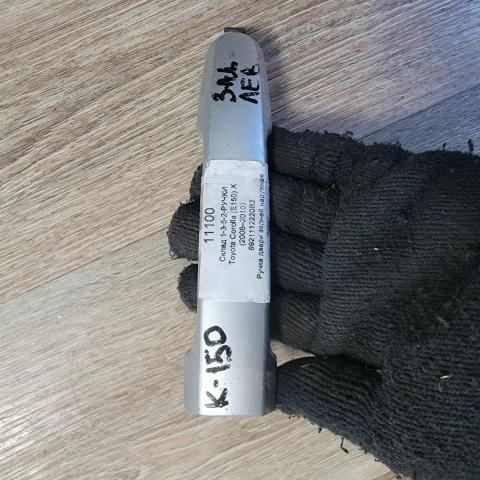 ЗАД.
ЛЕВ
11100
Склад 1-3-5-2-РУЧКИ
Toyota Corolla (E150) X
(2006–2010)
692111222082
Ручка двери задней наружная
К-150